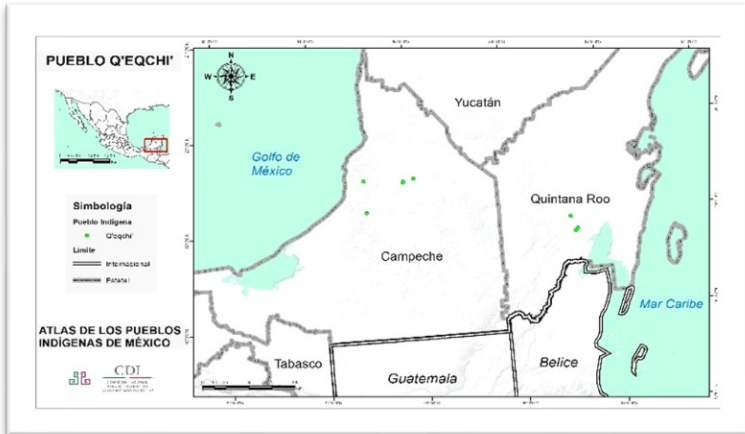 PUEBLO Q'EQCHI'
Simbología
Pueblo Indígena
Q'eqchi'
Límite
Internacional
Estatal
ATLAS DE LOS PUEBLOS
INDÍGENAS DE MÉXICO
CDI
N
W
E
S
Yucatán
Golfo de
México
Quintana Roo
Campeche
Mar Caribe
Tabasco
Guatemala
Belice